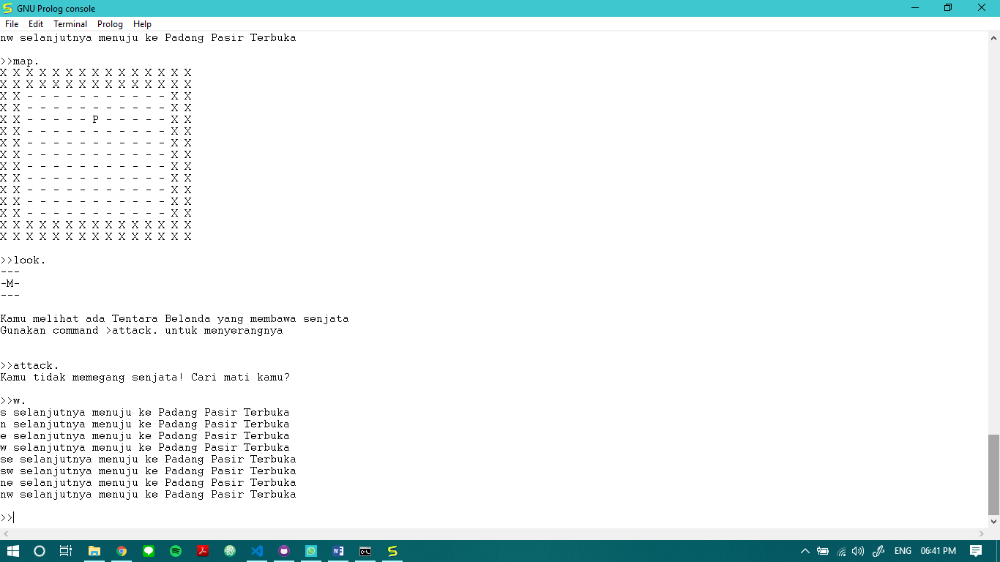 GNU Prolog console
File Edit Terminal Prolog Help
nw selanjutnya menuju ke Padang Pasir Terbuka
>>map.
X X X X X X X X X X X X X X X
X X X X X X X X X X X X X X X
X X - - - - - - - - - - - X X
X X - - - - - - - - - - - X X
X X - - - - - P - - - - - X X
X X - - - - - - - - - - - X X
X X - - - - - - - - - - - X X
X X - - - - - - - - - - - X X
X X - - - - - - - - - - - X X
X X - - - - - - - - - - - X X
X X - - - - - - - - - - - X X
X X - - - - - - - - - - - X X
X X - - - - - - - - - - - X X
X X X X X X X X X X X X X X X
X X X X X X X X X X X X X X X
>>look.
---
-M-
---
Kamu melihat ada Tentara Belanda yang membawa senjata
Gunakan command >attack. untuk menyerangnya
>>attack.
Kamu tidak memegang senjata! Cari mati kamu?
>>w.
s selanjutnya menuju ke Padang Pasir Terbuka
n selanjutnya menuju ke Padang Pasir Terbuka
e selanjutnya menuju ke Padang Pasir Terbuka
w selanjutnya menuju ke Padang Pasir Terbuka
se selanjutnya menuju ke Padang Pasir Terbuka
sw selanjutnya menuju ke Padang Pasir Terbuka
ne selanjutnya menuju ke Padang Pasir Terbuka
nw selanjutnya menuju ke Padang Pasir Terbuka
>>
ENG 06:41 PM